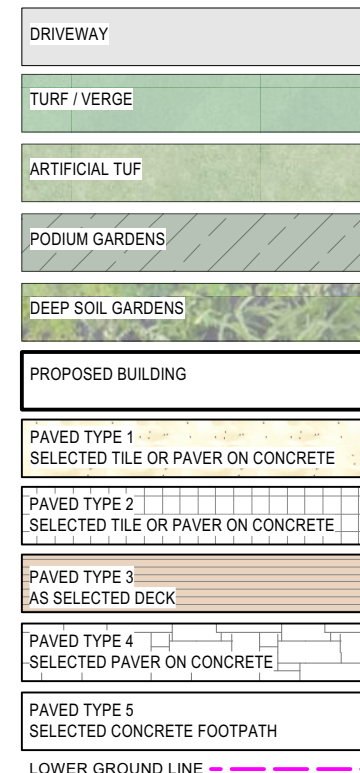 DRIVEWAY
TURF / VERGE
ARTIFICIAL TUF
PODIUM GARDENS
DEEP SOIL GARDENS
PROPOSED BUILDING
PAVED TYPE 1
SELECTED TILE OR PAVER ON CONCRETE
PAVED TYPE 2
SELECTED TILE OR PAVER ON CONCRETE
PAVED TYPE 3
AS SELECTED DECK
PAVED TYPE 4
SELECTED PAVER ON CONCRETE
PAVED TYPE 5
SELECTED CONCRETE FOOTPATH
LOWER GROUND LINE